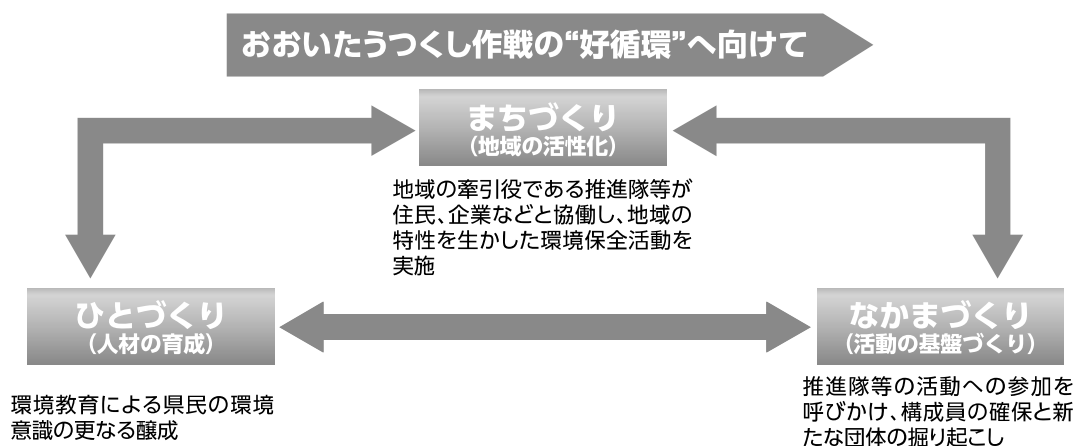 おおいたうつくし作戦の“好循環”へ向けて
まちづくり
（地域の活性化）
地域の牽引役である推進隊等が
住民、企業などと協働し、地域の
特性を生かした環境保全活動を
実施
ひとづくり
（人材の育成）
環境教育による県民の環境
意識の更なる醸成
なかまづくり
（活動の基盤づくり）
推進隊等の活動への参加を
呼びかけ、構成員の確保と新
たな団体の掘り起こし